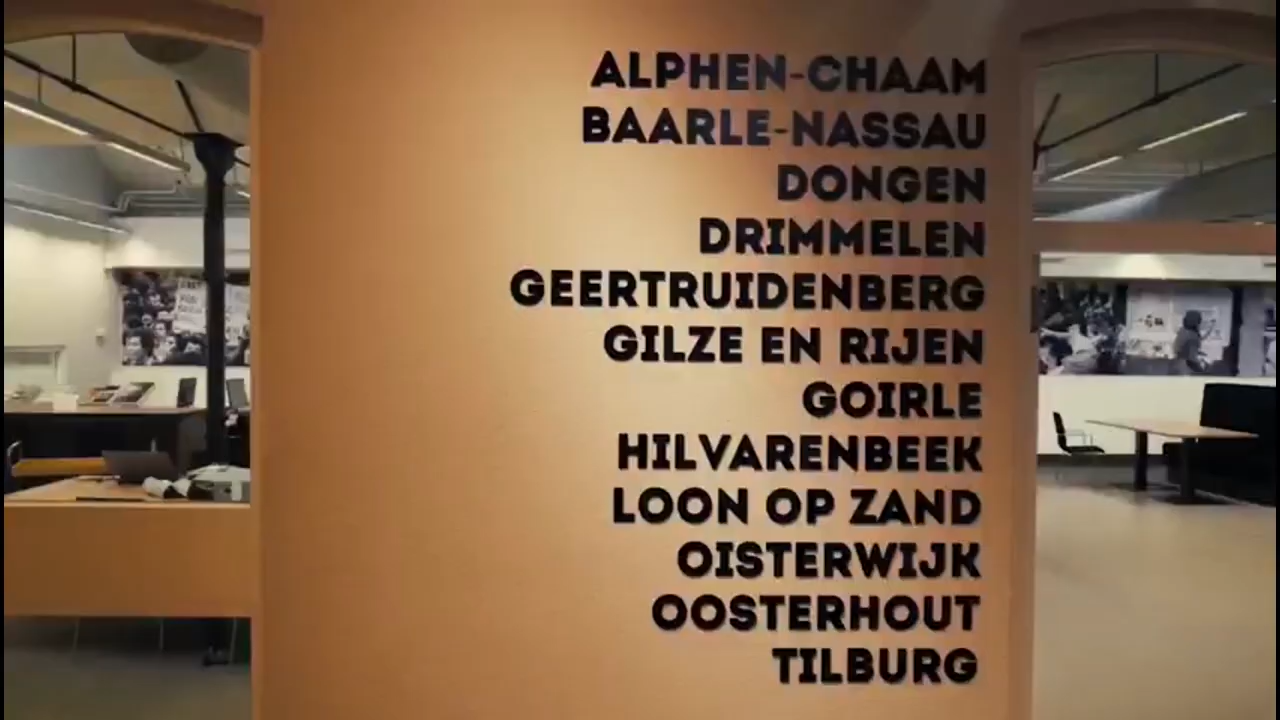 ALPHEN-CHAAM
BAARLE-NASSAU
DONGEN
DRIMMELEN
GEERTRUIDENBERG
GILZE EN RIJEN
GOIRLE
HILVARENBEEK
LOON OP ZAND
OISTERWIJK
OOSTERHOUT
TILBURG